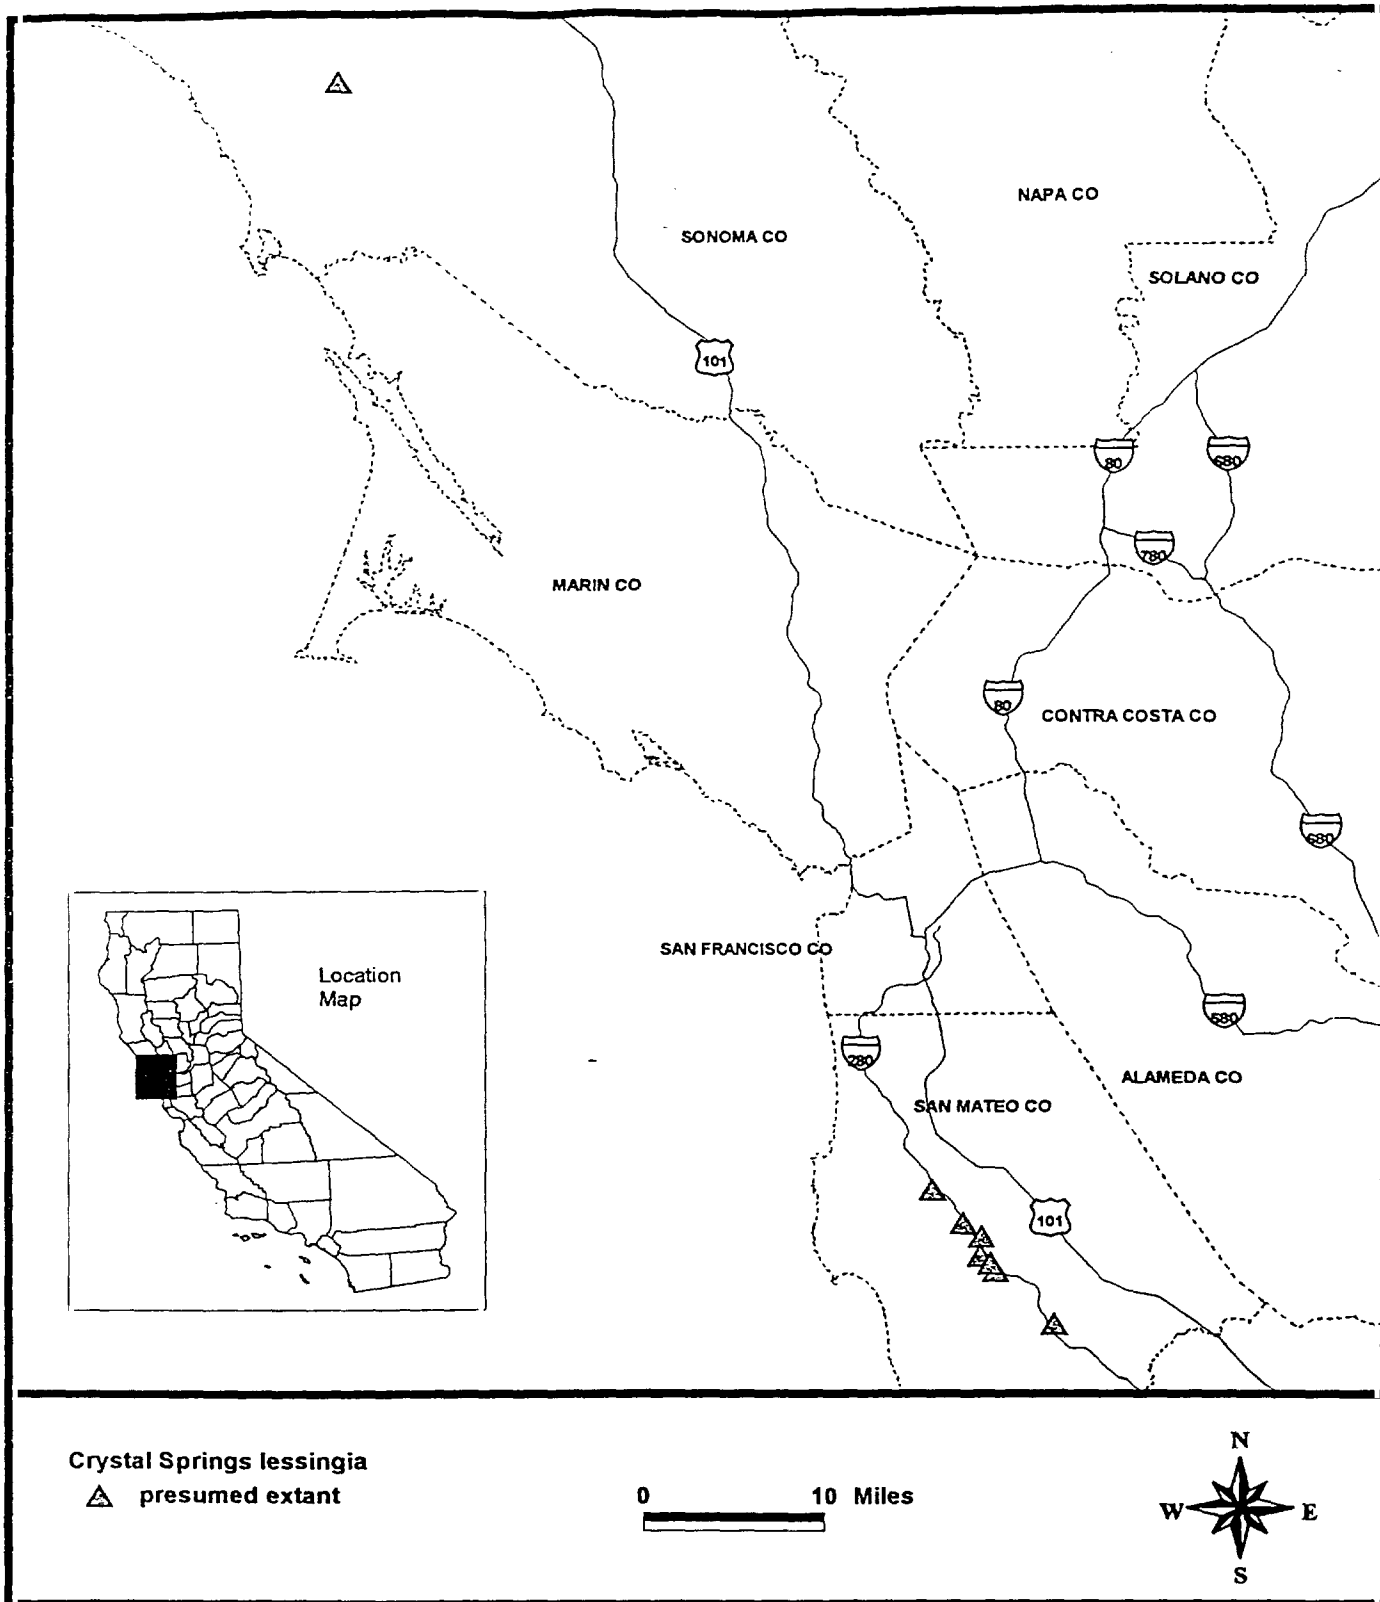 NAPA CO
SONOMA CO
SOLANO CO
101
80
680
780
MARIN CO
80
CONTRA COSTA CO
680
SAN FRANCISCO CO
Location
Map
680
280
ALAMEDA CO
SAN MATEO CO
101
Crystal Springs lessingia
presumed extant
0 10 Miles
N
W E
S